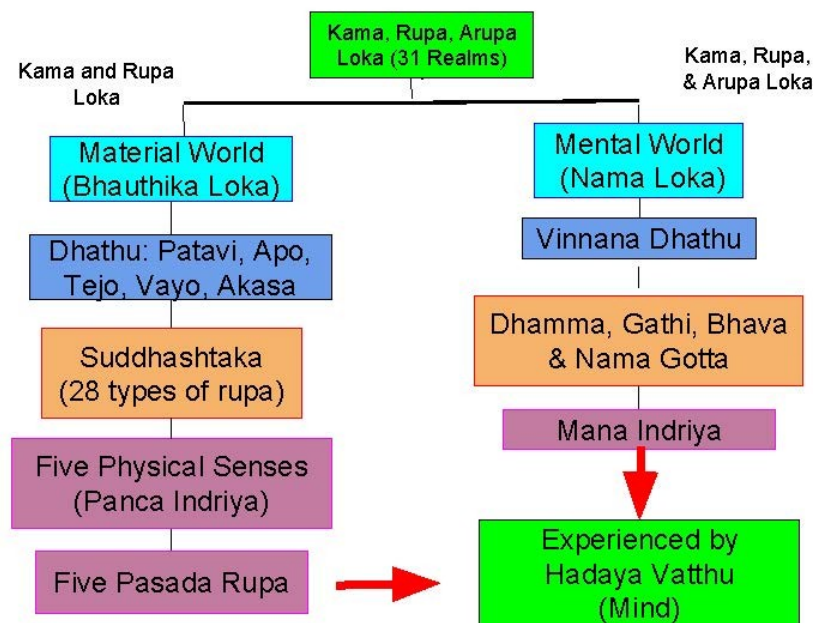 Kama, Rupa, Arupa
Loka (31 Realms)
Kama and Rupa
Loka
Kama, Rupa,
& Arupa Loka
Material World
(Bhauthika Loka)
Mental World
(Nama Loka)
Dhathu: Patavi, Apo,
Tejo, Vayo, Akasa
Vinnana Dhathu
Suddhashtaka
(28 types of rupa)
Dhamma, Gathi, Bhava
& Nama Gotta
Five Physical Senses
(Panca Indriya)
Mana Indriya
Five Pasada Rupa
Experienced by
Hadaya Vatthu
(Mind)